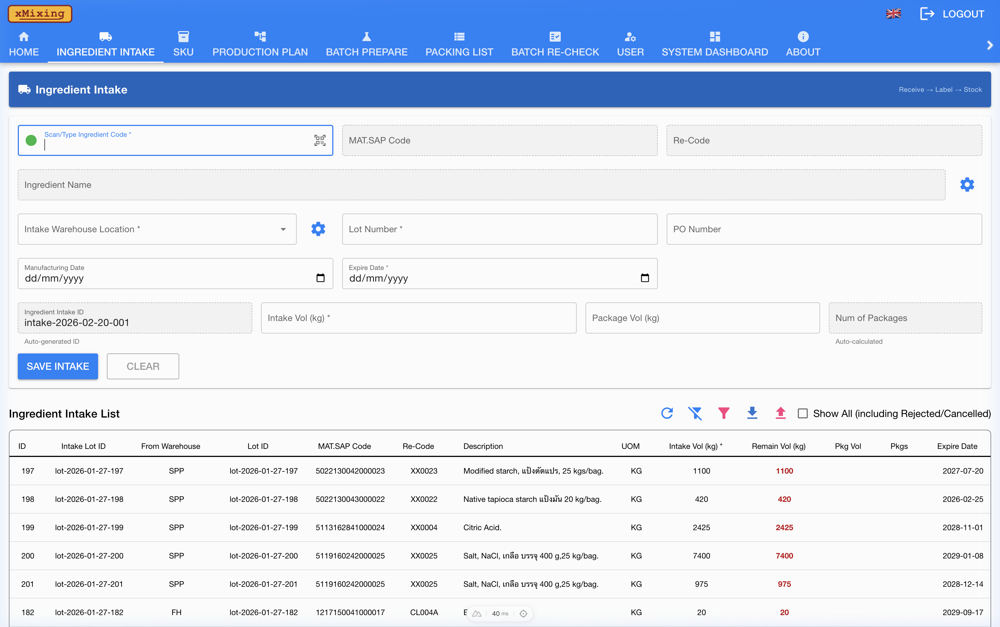 xMixing
LOGOUT
HOME
INGREDIENT INTAKE
SKU
PRODUCTION PLAN
BATCH PREPARE
PACKING LIST
BATCH RE-CHECK
USER
SYSTEM DASHBOARD
ABOUT
Ingredient Intake
Receive → Label → Stock
Scan/Type Ingredient Code *
MAT.SAP Code
Re-Code
Ingredient Name
Intake Warehouse Location *
Lot Number *
PO Number
Manufacturing Date
dd/mm/yyyy
Expire Date *
dd/mm/yyyy
Ingredient Intake ID
intake-2026-02-20-001
Auto-generated ID
Intake Vol (kg) *
Package Vol (kg)
Num of Packages
Auto-calculated
SAVE INTAKE
CLEAR
Ingredient Intake List
Show All (including Rejected/Cancelled)
ID Intake Lot ID From Warehouse Lot ID MAT.SAP Code Re-Code Description UOM Intake Vol (kg) * Remain Vol (kg) Pkg Vol Pkgs Expire Date
197 lot-2026-01-27-197 SPP lot-2026-01-27-197 5022130042000023 XX0023 Modified starch, แป้งดัดแปร, 25 kgs/bag. KG 1100 1100 2027-07-20
198 lot-2026-01-27-198 SPP lot-2026-01-27-198 5022130043000022 XX0022 Native tapioca starch แป้งมัน 20 kg/bag. KG 420 420 2026-02-25
199 lot-2026-01-27-199 SPP lot-2026-01-27-199 5113162841000024 XX0004 Citric Acid. KG 2425 2425 2028-11-01
200 lot-2026-01-27-200 SPP lot-2026-01-27-200 5119160242000025 XX0025 Salt, NaCl, เกลือ บรรจุ 400 g,25 kg/bag. KG 7400 7400 2029-01-08
201 lot-2026-01-27-201 SPP lot-2026-01-27-201 5119160242000025 XX0025 Salt, NaCl, เกลือ บรรจุ 400 g,25 kg/bag. KG 975 975 2028-12-14
182 lot-2026-01-27-182 FH lot-2026-01-27-182 1217150041000017 CL004A KG 20 20 2029-09-17
40 ms